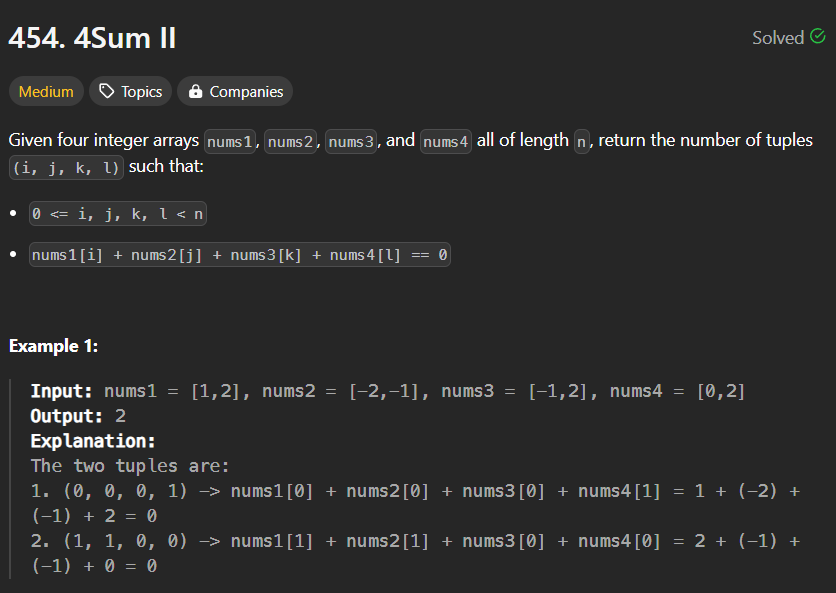 454. 4Sum II
Solved
Medium
Topics
Companies
Given four integer arrays nums1, nums2, nums3, and nums4 all of length n, return the number of tuples
(i, j, k, l) such that:
• 0 <= i, j, k, l < n
• nums1[i] + nums2[j] + nums3[k] + nums4[l] == 0
Example 1:
Input: nums1 = [1,2], nums2 = [-2,-1], nums3 = [-1,2], nums4 = [0,2]
Output: 2
Explanation:
The two tuples are:
1. (0, 0, 0, 1) -> nums1[0] + nums2[0] + nums3[0] + nums4[1] = 1 + (-2) +
(-1) + 2 = 0
2. (1, 1, 0, 0) -> nums1[1] + nums2[1] + nums3[0] + nums4[0] = 2 + (-1) +
(-1) + 0 = 0